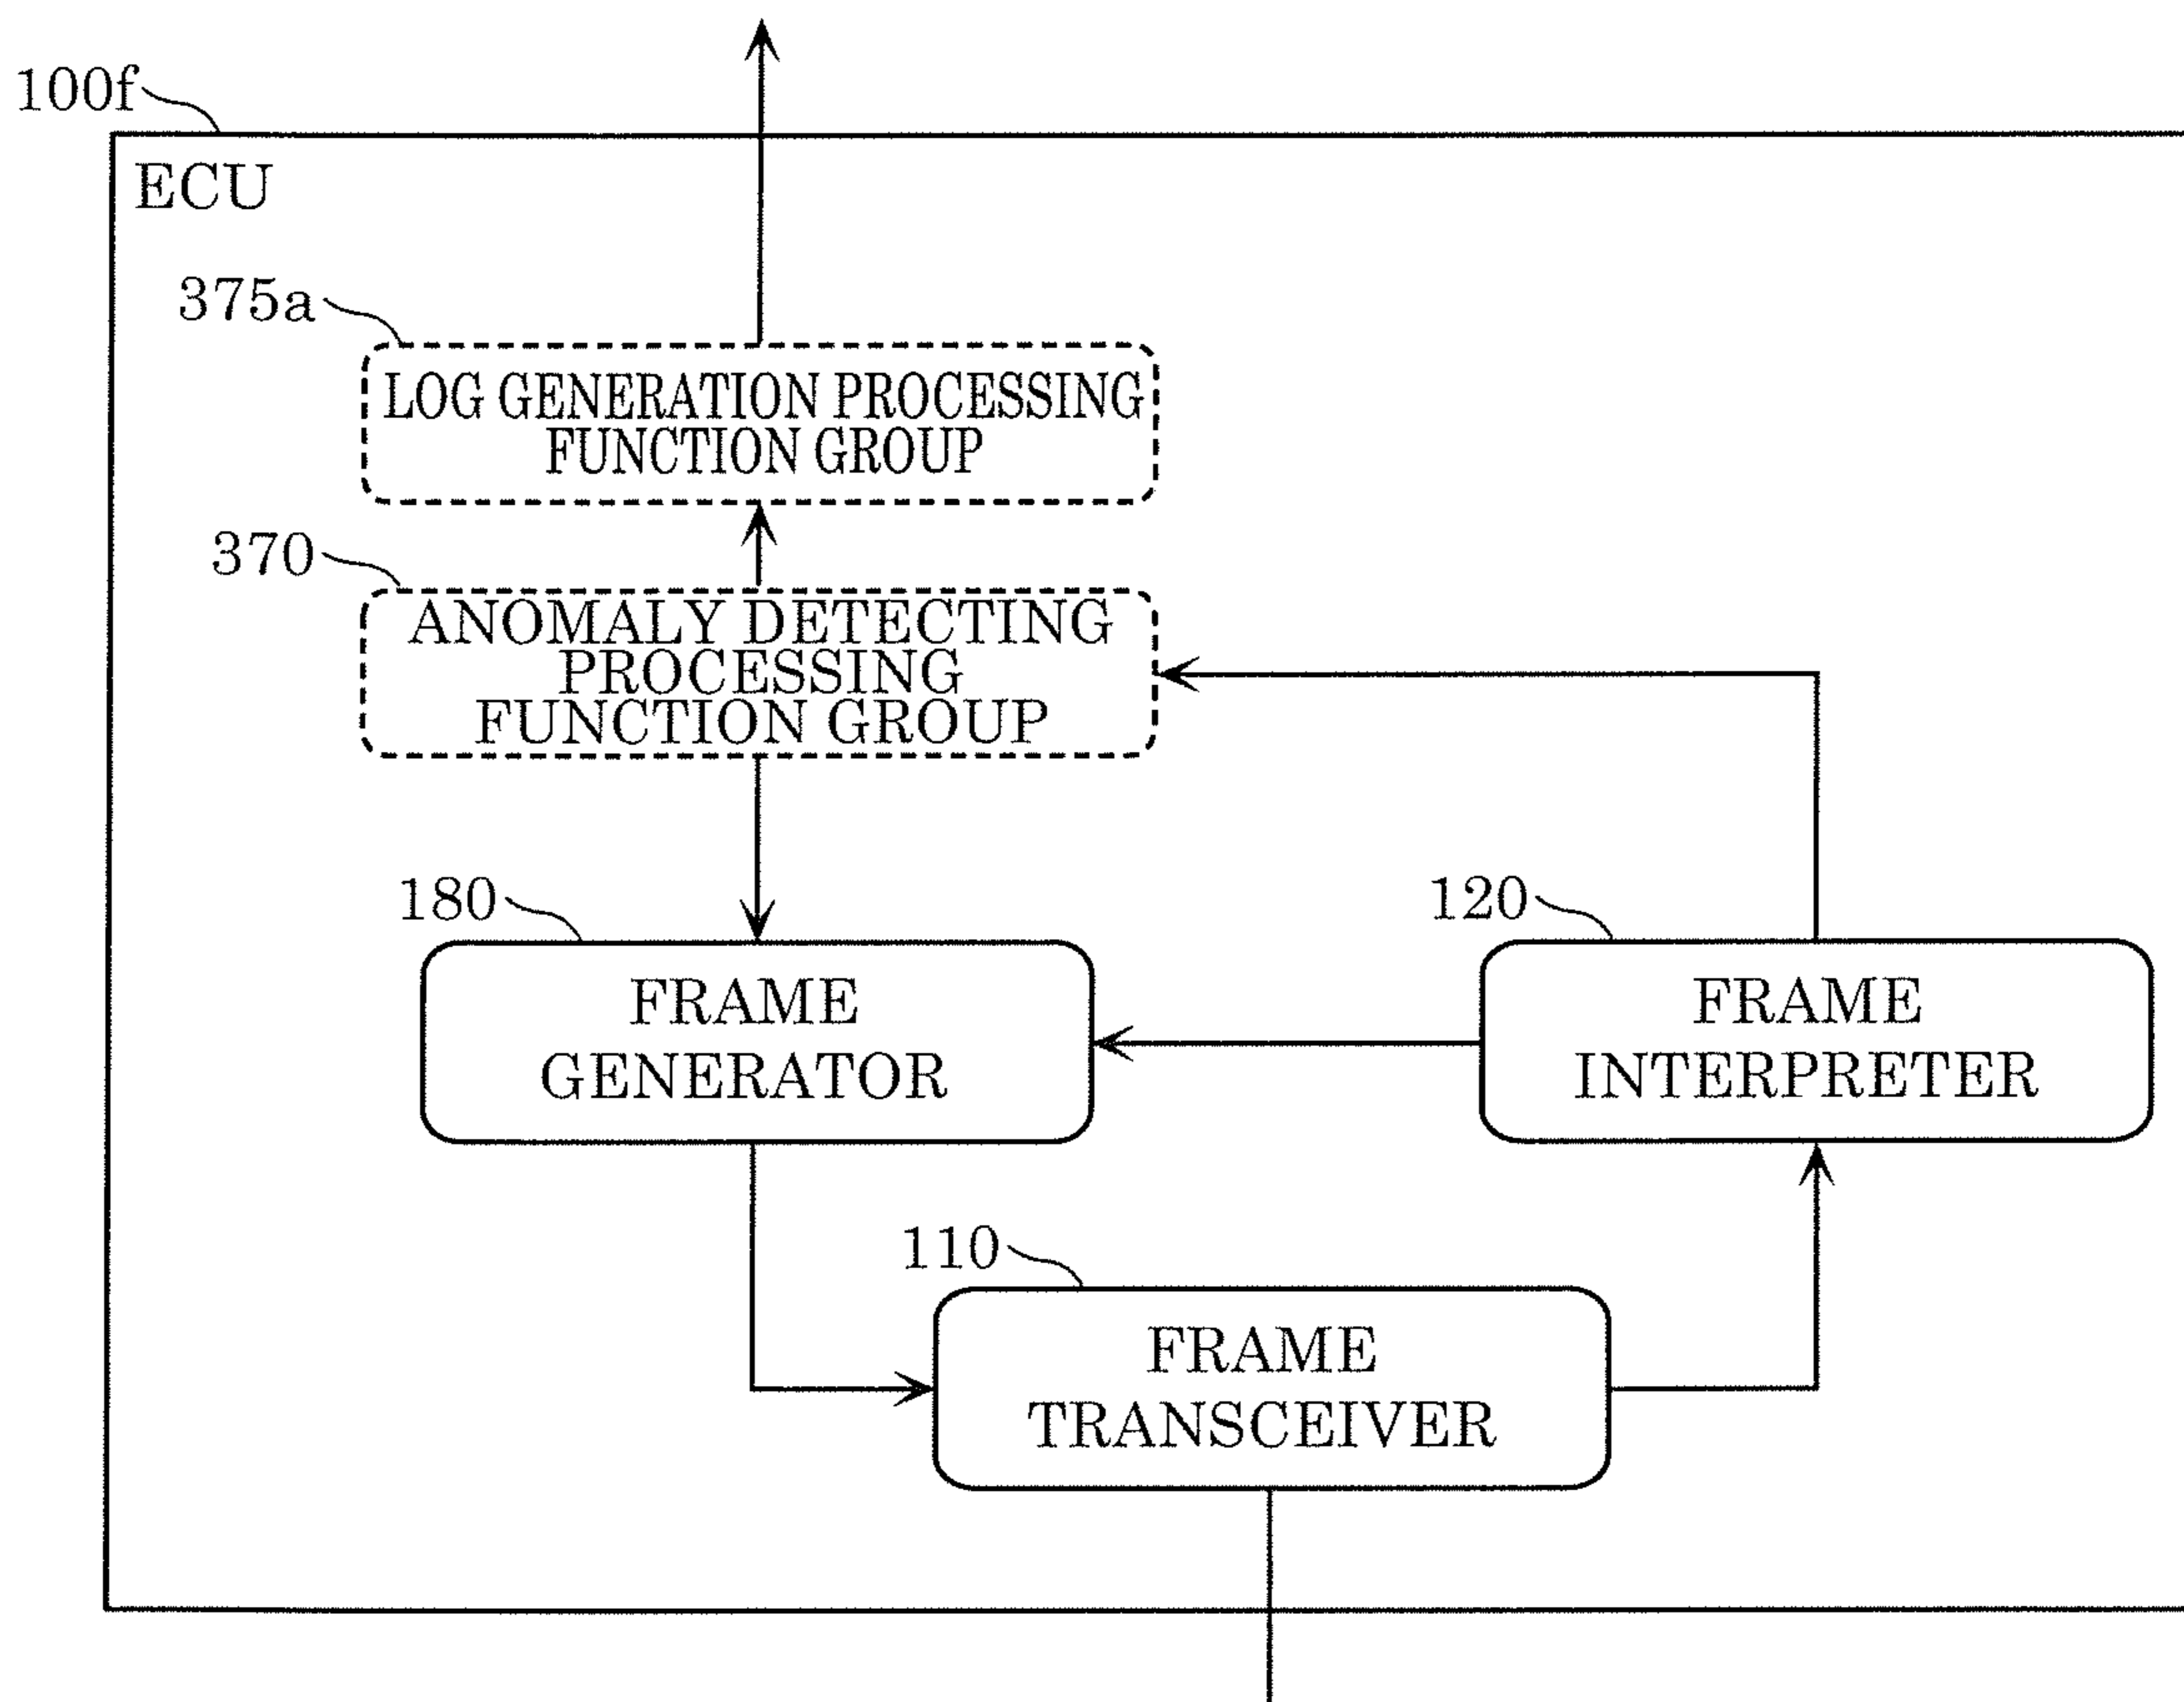 100f
ECU
375a
LOG GENERATION PROCESSING
FUNCTION GROUP
370
ANOMALY DETECTING
PROCESSING
FUNCTION GROUP
180
FRAME
GENERATOR
120
FRAME
INTERPRETER
110
FRAME
TRANSCEIVER